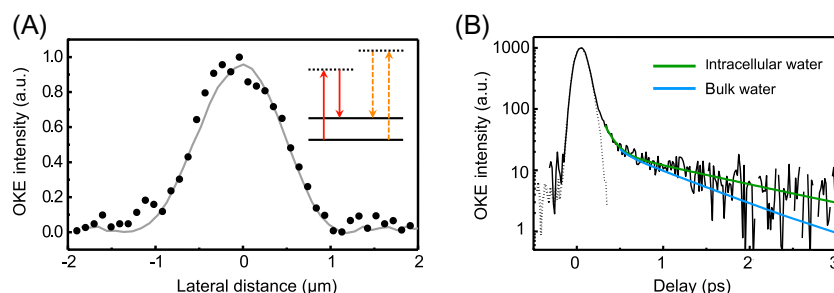 (A)
OKE intensity (a.u.)
1.0
0.8
0.6
0.4
0.2
0.0
-2
-1
0
1
2
Lateral distance (µm)
(B)
OKE intensity (a.u.)
1000
100
10
1
Intracellular water
Bulk water
0
1
2
3
Delay (ps)